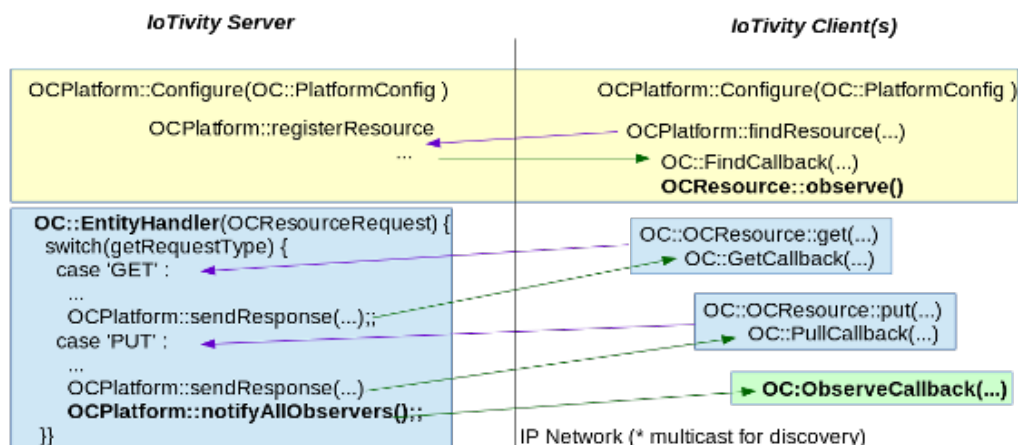 IoTivity Server
IoTivity Client(s)
OCPlatform::Configure(OC::PlatformConfig )
OCPlatform::registerResource
...
OCPlatform::Configure(OC::PlatformConfig )
OCPlatform::findResource(...)
OC::FindCallback(...)
OCResource::observe()
OC::EntityHandler(OCResourceRequest) {
switch(getRequestType) {
case 'GET' :
...
OCPlatform::sendResponse(...);;
case 'PUT' :
...
OCPlatform::sendResponse(...)
OCPlatform::notifyAllObservers();;
}}
OC::OCResource::get(...)
OC::GetCallback(...)
OC::OCResource::put(...)
OC::PullCallback(...)
OC:ObserveCallback(...)
IP Network (* multicast for discovery)